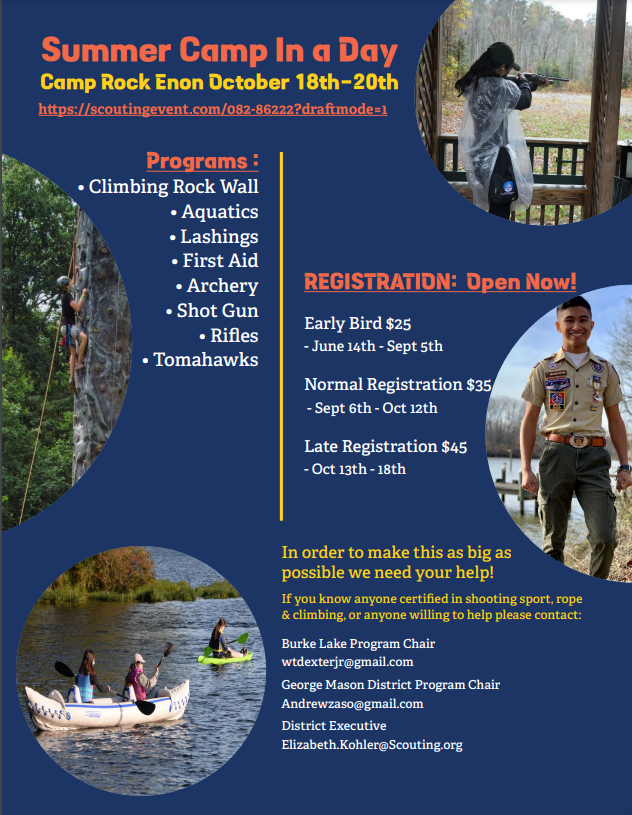 Summer Camp In a Day
Camp Rock Enon October 18th-20th
https://scoutingevent.com/082-86222?draftmode=1
Programs :
• Climbing Rock Wall
• Aquatics
• Lashings
• First Aid
• Archery
• Shot Gun
• Rifles
• Tomahawks
REGISTRATION: Open Now!
Early Bird $25
- June 14th - Sept 5th
Normal Registration $35
- Sept 6th - Oct 12th
Late Registration $45
- Oct 13th - 18th
In order to make this as big as
possible we need your help!
If you know anyone certified in shooting sport, rope
& climbing, or anyone willing to help please contact:
Burke Lake Program Chair
wtdexterjr@gmail.com
George Mason District Program Chair
Andrewzaso@gmail.com
District Executive
Elizabeth.Kohler@Scouting.org